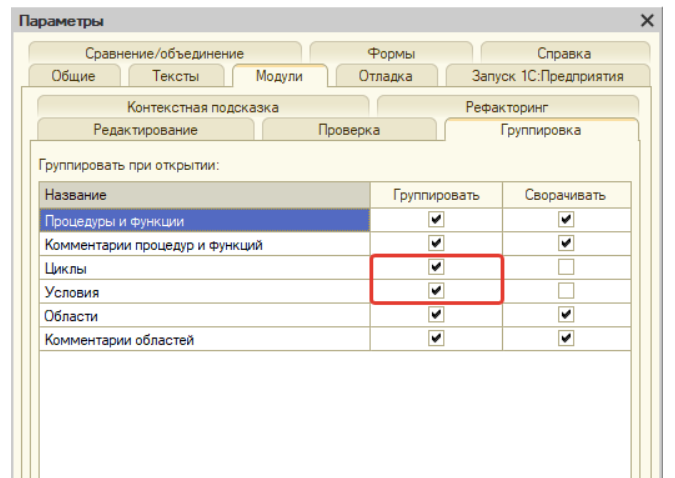 Параметры
Сравнение/объединение Формы Справка
Общие Тексты Модули Отладка Запуск 1С:Предприятия
Контекстная подсказка Рефакторинг
Редактирование Проверка Группировка
Группировать при открытии:
Название Группировать Сворачивать
Процедуры и функции
Комментарии процедур и функций
Циклы
Условия
Области
Комментарии областей